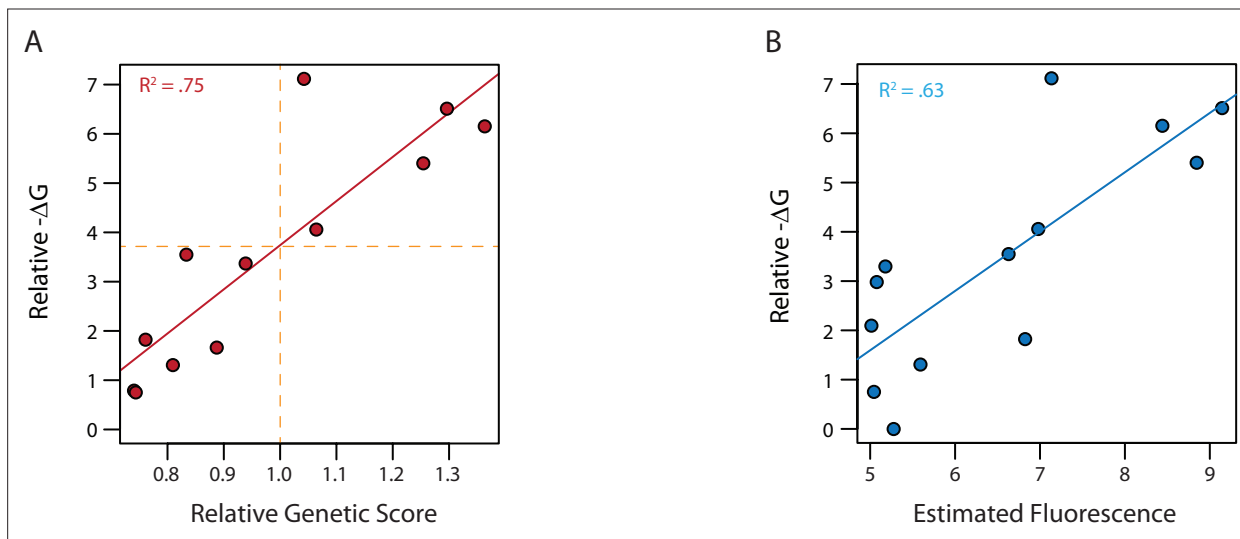 A
R² = .75
7
6
5
4
3
2
1
0
Relative -ΔG
0.8 0.9 1.0 1.1 1.2 1.3
Relative Genetic Score
B
R² = .63
7
6
5
4
3
2
1
0
Relative -ΔG
5 6 7 8 9
Estimated Fluorescence